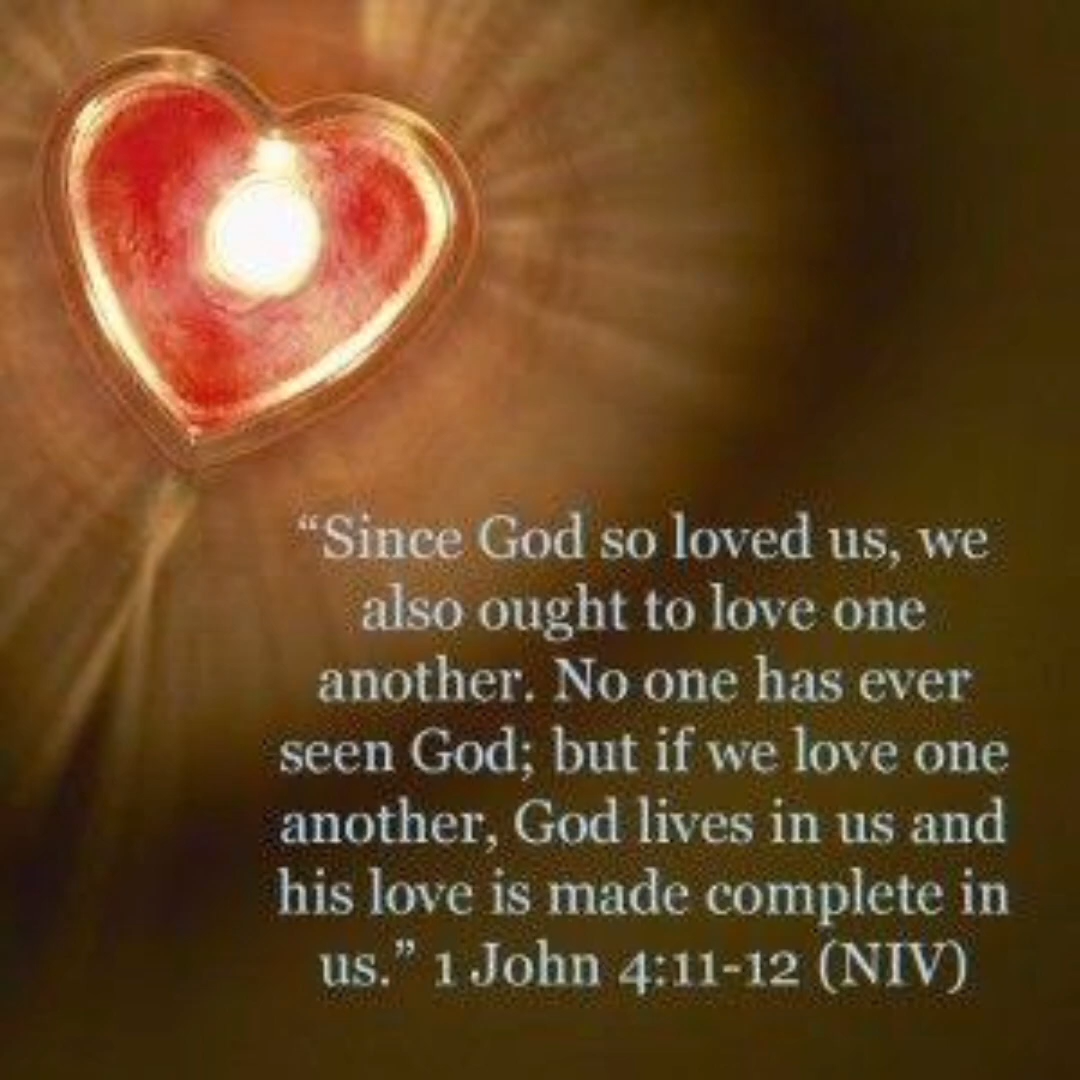 “Since God so loved us, we
also ought to love one
another. No one has ever
seen God; but if we love one
another, God lives in us and
his love is made complete in
us.” 1 John 4:11-12 (NIV)